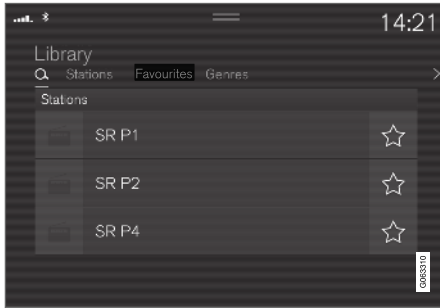 14:21
Library
Stations Favourites Genres
Stations
SR P1
SR P2
SR P4
G063310